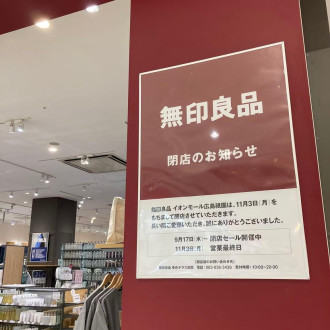 無印良品
閉店のお知らせ
無印良品 イオンモール広島祇園は、11月3日(月)を
もちまして閉店させていただきます。
長い間ご愛顧いただき、誠にありがとうございました。
9月17日(水)〜 閉店セール開催中
11月3日(月) 営業最終日